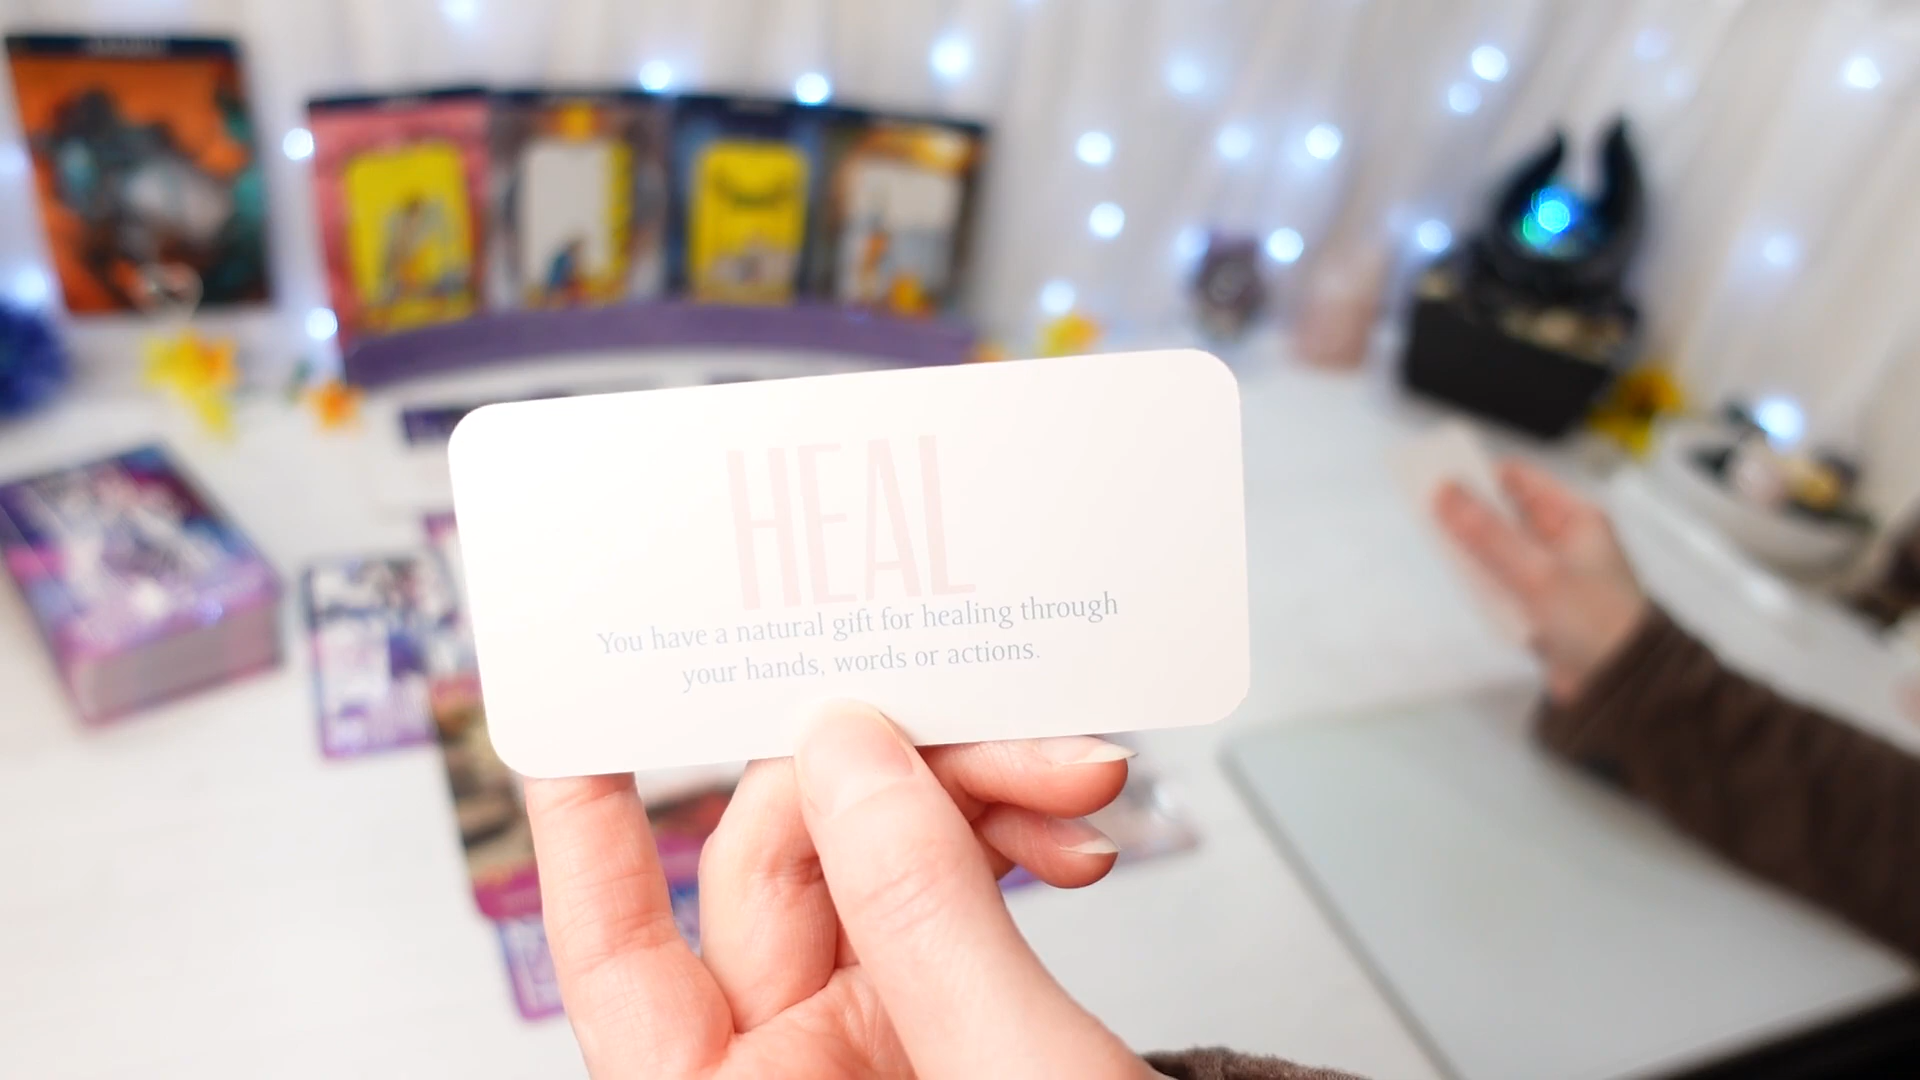 HEAL
You have a natural gift for healing through
your hands, words or actions.